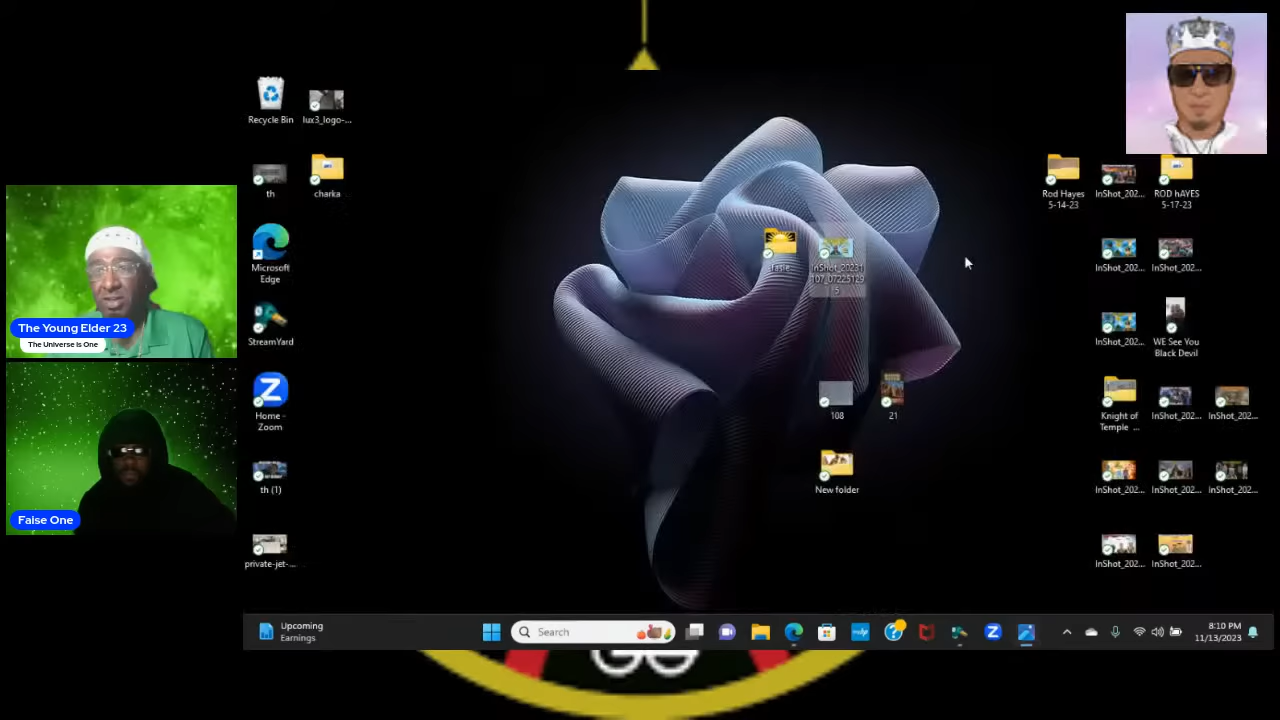 Recycle Bin
lux3_logo-...
th
charka
Microsoft
Edge
StreamYard
Home -
Zoom
th (1)
private-jet-...
The Young Elder 23
The Universe Is One
False One
InShot_20231
107_07225129
5
108
21
New folder
Rod Hayes
5-14-23
InShot_202...
ROD hAYES
5-17-23
InShot_202...
InShot_202...
InShot_202...
WE See You
Black Devil
Knight of
Temple ...
InShot_202...
InShot_202...
InShot_202...
InShot_202...
InShot_202...
InShot_202...
InShot_202...
Upcoming
Earnings
Search
8:10 PM
11/13/2023